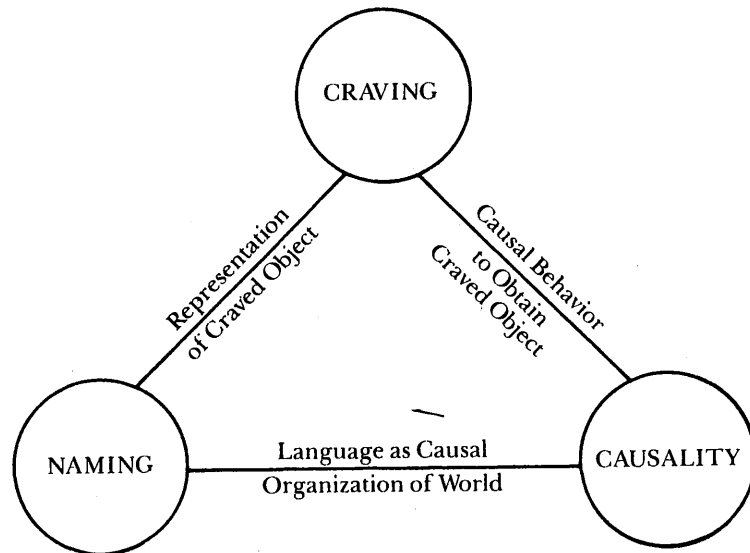 CRAVING
Representation
of Craved Object
Causal Behavior
to Obtain
Craved Object
NAMING
Language as Causal
Organization of World
CAUSALITY